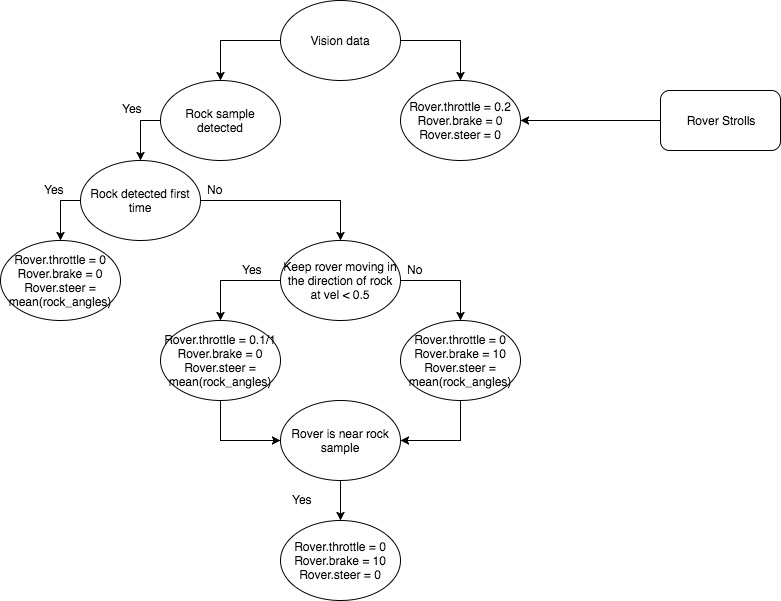 Vision data
Yes
Rock sample
detected
Rover.throttle = 0.2
Rover.brake = 0
Rover.steer = 0
Rover Strolls
Yes
Rock detected first
time
No
Rover.throttle = 0
Rover.brake = 0
Rover.steer =
mean(rock_angles)
Yes
Keep rover moving in
the direction of rock
at vel < 0.5
No
Rover.throttle = 0.1/1
Rover.brake = 0
Rover.steer =
mean(rock_angles)
Rover.throttle = 0
Rover.brake = 10
Rover.steer =
mean(rock_angles)
Rover is near rock
sample
Yes
Rover.throttle = 0
Rover.brake = 10
Rover.steer = 0